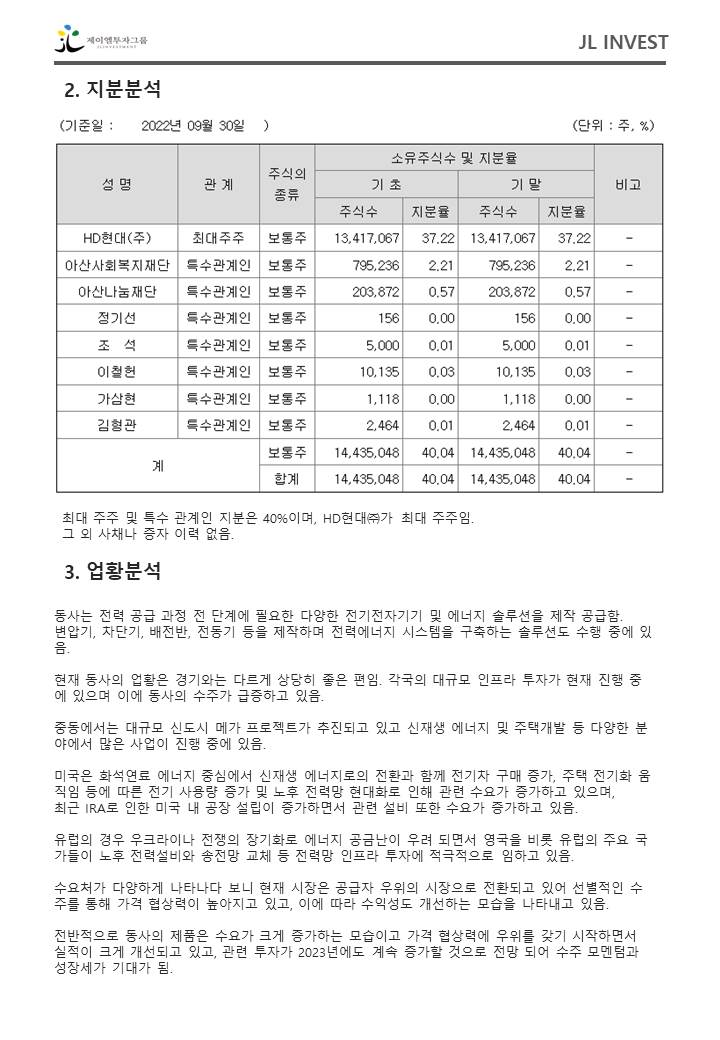 제이엘투자그룹
JL INVESTMENT
JL INVEST
2. 지분분석
(기준일 : 2022년 09월 30일 )
(단위 : 주, %)
성 명 관 계 주식의 종류 소유주식수 및 지분율 비고
기 초 기 말
주식수 지분율 주식수 지분율
HD현대(주) 최대주주 보통주 13,417,067 37.22 13,417,067 37.22 -
아산사회복지재단 특수관계인 보통주 795,236 2.21 795,236 2.21 -
아산나눔재단 특수관계인 보통주 203,872 0.57 203,872 0.57 -
정기선 특수관계인 보통주 156 0.00 156 0.00 -
조 석 특수관계인 보통주 5,000 0.01 5,000 0.01 -
이철헌 특수관계인 보통주 10,135 0.03 10,135 0.03 -
가삼현 특수관계인 보통주 1,118 0.00 1,118 0.00 -
김형관 특수관계인 보통주 2,464 0.01 2,464 0.01 -
계 보통주 14,435,048 40.04 14,435,048 40.04 -
합계 14,435,048 40.04 14,435,048 40.04 -
최대 주주 및 특수 관계인 지분은 40%이며, HD현대㈜가 최대 주주임.
그 외 사채나 증자 이력 없음.
3. 업황분석
동사는 전력 공급 과정 전 단계에 필요한 다양한 전기전자기기 및 에너지 솔루션을 제작 공급함.
변압기, 차단기, 배전반, 전동기 등을 제작하며 전력에너지 시스템을 구축하는 솔루션도 수행 중에 있
음.
현재 동사의 업황은 경기와는 다르게 상당히 좋은 편임. 각국의 대규모 인프라 투자가 현재 진행 중
에 있으며 이에 동사의 수주가 급증하고 있음.
중동에서는 대규모 신도시 메가 프로젝트가 추진되고 있고 신재생 에너지 및 주택개발 등 다양한 분
야에서 많은 사업이 진행 중에 있음.
미국은 화석연료 에너지 중심에서 신재생 에너지로의 전환과 함께 전기자 구매 증가, 주택 전기화 움
직임 등에 따른 전기 사용량 증가 및 노후 전력망 현대화로 인해 관련 수요가 증가하고 있으며,
최근 IRA로 인한 미국 내 공장 설립이 증가하면서 관련 설비 또한 수요가 증가하고 있음.
유럽의 경우 우크라이나 전쟁의 장기화로 에너지 공금난이 우려 되면서 영국을 비롯 유럽의 주요 국
가들이 노후 전력설비와 송전망 교체 등 전력망 인프라 투자에 적극적으로 임하고 있음.
수요처가 다양하게 나타나다 보니 현재 시장은 공급자 우위의 시장으로 전환되고 있어 선별적인 수
주를 통해 가격 협상력이 높아지고 있고, 이에 따라 수익성도 개선하는 모습을 나타내고 있음.
전반적으로 동사의 제품은 수요가 크게 증가하는 모습이고 가격 협상력에 우위를 갖기 시작하면서
실적이 크게 개선되고 있고, 관련 투자가 2023년에도 계속 증가할 것으로 전망 되어 수주 모멘텀과
성장세가 기대가 됨.